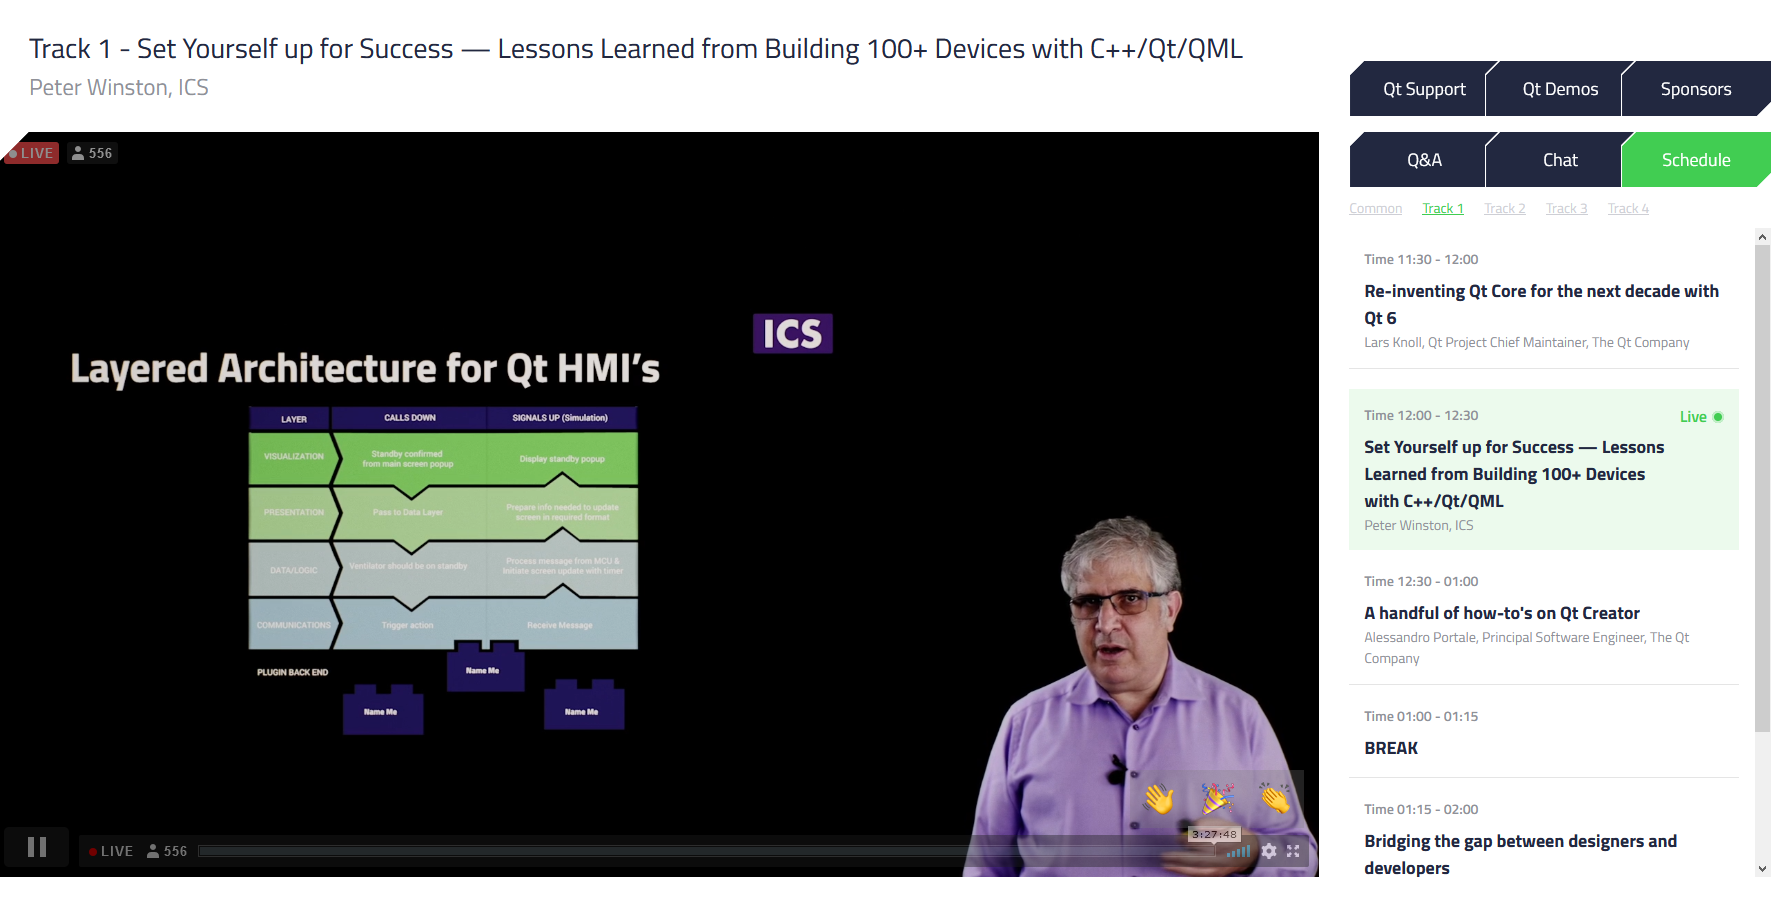 Track 1 - Set Yourself up for Success — Lessons Learned from Building 100+ Devices with C++/Qt/QML
Peter Winston, ICS
LIVE
556
ICS
Layered Architecture for Qt HMI's
LAYER
CALLS DOWN
SIGNALS UP (Simulation)
VISUALIZATION
Standby confirmed
from main screen popup
Display standby popup
PRESENTATION
Pass to Data Layer
Prepare info needed to update
screen in required format
DATA/LOGIC
Ventilator should be on standby
Process message from MCU &
Initiate screen update with timer
COMMUNICATIONS
Trigger action
Receive Message
PLUGIN BACK END
Name Me
Name Me
Name Me
3:27:48
LIVE
556
Qt Support
Qt Demos
Sponsors
Q&A
Chat
Schedule
Common
Track 1
Track 2
Track 3
Track 4
Time 11:30 - 12:00
Re-inventing Qt Core for the next decade with
Qt 6
Lars Knoll, Qt Project Chief Maintainer, The Qt Company
Time 12:00 - 12:30
Live
Set Yourself up for Success — Lessons
Learned from Building 100+ Devices
with C++/Qt/QML
Peter Winston, ICS
Time 12:30 - 01:00
A handful of how-to's on Qt Creator
Alessandro Portale, Principal Software Engineer, The Qt
Company
Time 01:00 - 01:15
BREAK
Time 01:15 - 02:00
Bridging the gap between designers and
developers